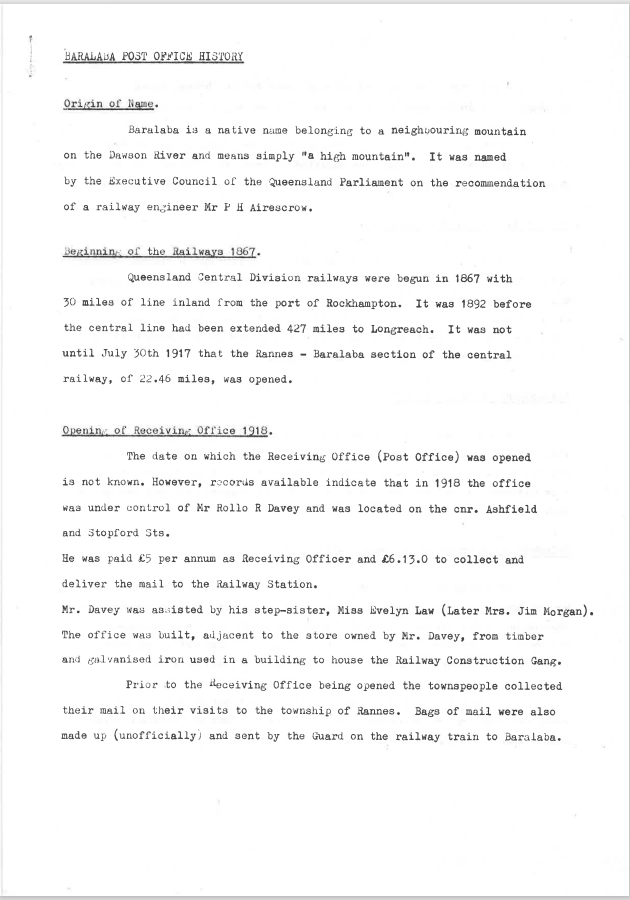 BARALABA POST OFFICE HISTORY
Origin of Name.
Baralaba is a native name belonging to a neighbouring mountain
on the Dawson River and means simply "a high mountain". It was named
by the Executive Council of the Queensland Parliament on the recommendation
of a railway engineer Mr P H Airescrow.
Beginning of the Railways 1867.
Queensland Central Division railways were begun in 1867 with
30 miles of line inland from the port of Rockhampton. It was 1892 before
the central line had been extended 427 miles to Longreach. It was not
until July 30th 1917 that the Rannes - Baralaba section of the central
railway, of 22.46 miles, was opened.
Opening of Receiving Office 1918.
The date on which the Receiving Office (Post Office) was opened
is not known. However, records available indicate that in 1918 the office
was under control of Mr Rollo R Davey and was located on the cnr. Ashfield
and Stopford Sts.
He was paid £5 per annum as Receiving Officer and £6.13.0 to collect and
deliver the mail to the Railway Station.
Mr. Davey was assisted by his step-sister, Miss Evelyn Law (Later Mrs. Jim Morgan).
The office was built, adjacent to the store owned by Mr. Davey, from timber
and galvanised iron used in a building to house the Railway Construction Gang.
Prior to the Receiving Office being opened the townspeople collected
their mail on their visits to the township of Rannes. Bags of mail were also
made up (unofficially) and sent by the Guard on the railway train to Baralaba.